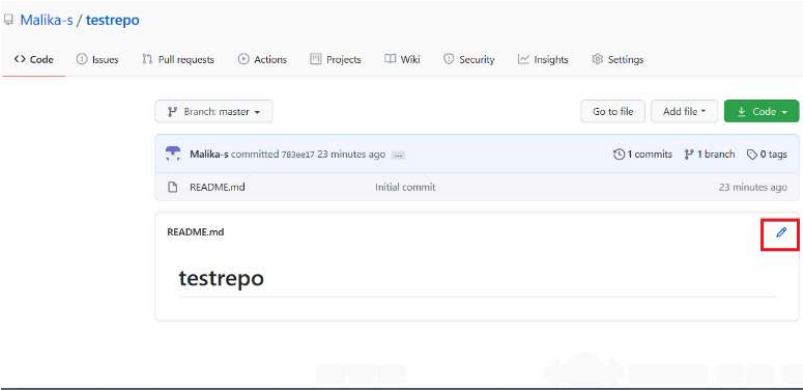 Malika-s / testrepo
<> Code Issues Pull requests Actions Projects Wiki Security Insights Settings
Branch: master Go to file Add file Code
Malika-s committed 783ee17 23 minutes ago ... 1 commits 1 branch 0 tags
README.md Initial commit 23 minutes ago
README.md
testrepo